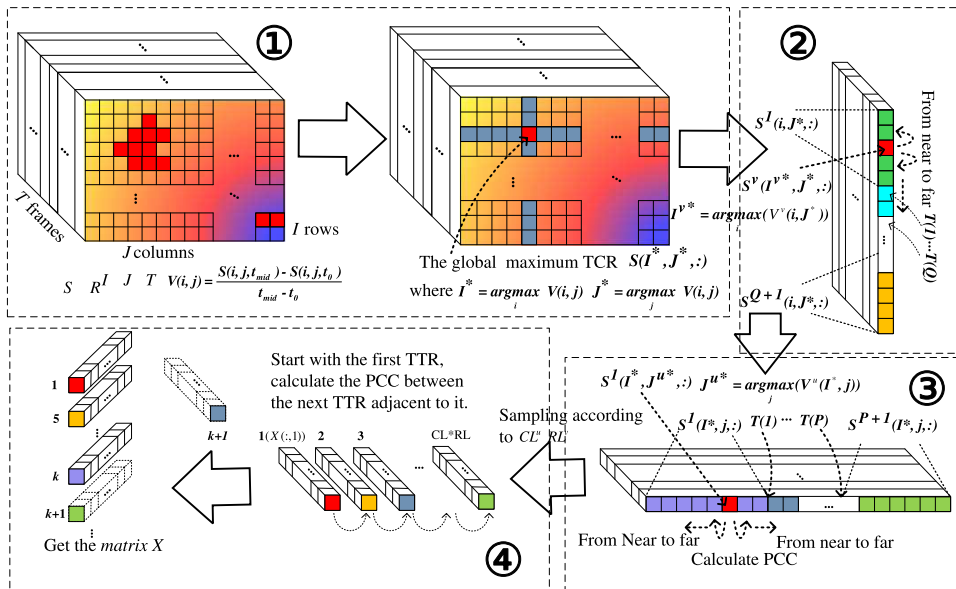 ①
T frames
J columns
I rows
S R^I J T V(i, j) = S(i, j, t_mid) - S(i, j, t_0) / t_mid - t_0
The global maximum TCR S(I*, J*, :)
where I* = argmax_i V(i, j) J* = argmax_j V(i, j)
②
S^1(i, J*, :)
S^v(I^v*, J*, :)
I^v* = argmax_i(V^v(i, J*))
S^Q+1(i, J*, :)
From near to far T(1)...T(Q)
③
S^1(I*, J^u*, :) J^u* = argmax_j(V^u(I*, j))
S^1(I*, j, :) T(1) ... T(P) S^P+1(I*, j, :)
...
From Near to far
From near to far
Calculate PCC
Sampling according
to CL^u RL
④
Start with the first TTR,
calculate the PCC between
the next TTR adjacent to it.
1(X(:,1)) 2 3 ... CL*RL
1
5
k
k+1
k+1
Get the matrix X